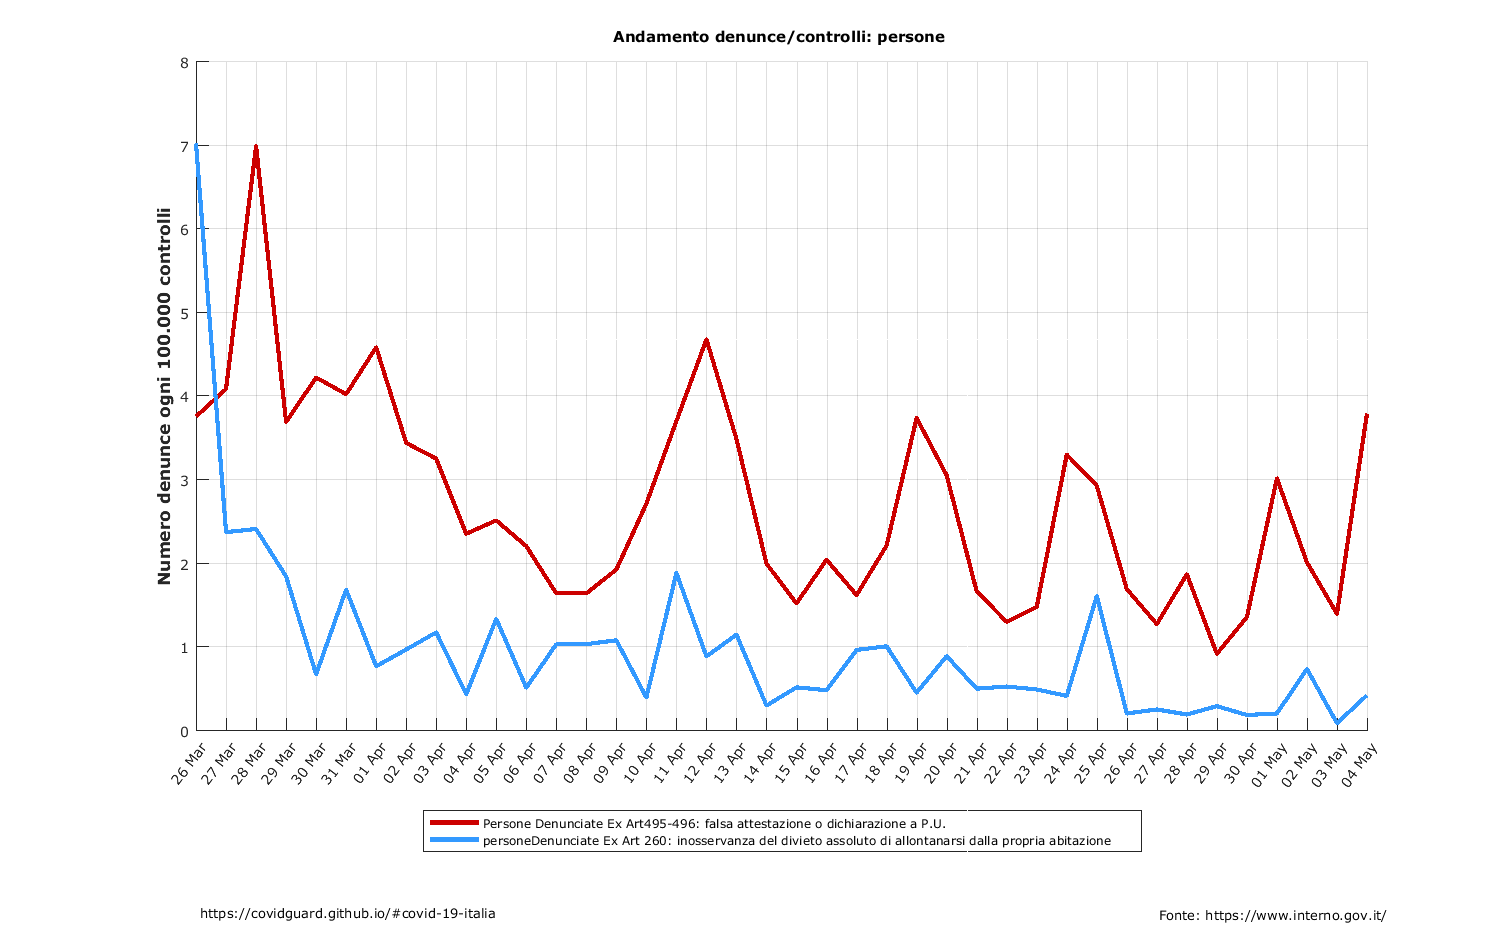 Andamento denunce/controlli: persone
Numero denunce ogni 100.000 controlli
8
7
6
5
4
3
2
1
0
26 Mar
27 Mar
28 Mar
29 Mar
30 Mar
31 Mar
01 Apr
02 Apr
03 Apr
04 Apr
05 Apr
06 Apr
07 Apr
08 Apr
09 Apr
10 Apr
11 Apr
12 Apr
13 Apr
14 Apr
15 Apr
16 Apr
17 Apr
18 Apr
19 Apr
20 Apr
21 Apr
22 Apr
23 Apr
24 Apr
25 Apr
26 Apr
27 Apr
28 Apr
29 Apr
30 Apr
01 May
02 May
03 May
04 May
Persone Denunciate Ex Art495-496: falsa attestazione o dichiarazione a P.U.
personeDenunciate Ex Art 260: inosservanza del divieto assoluto di allontanarsi dalla propria abitazione
https://covidguard.github.io/#covid-19-italia
Fonte: https://www.interno.gov.it/